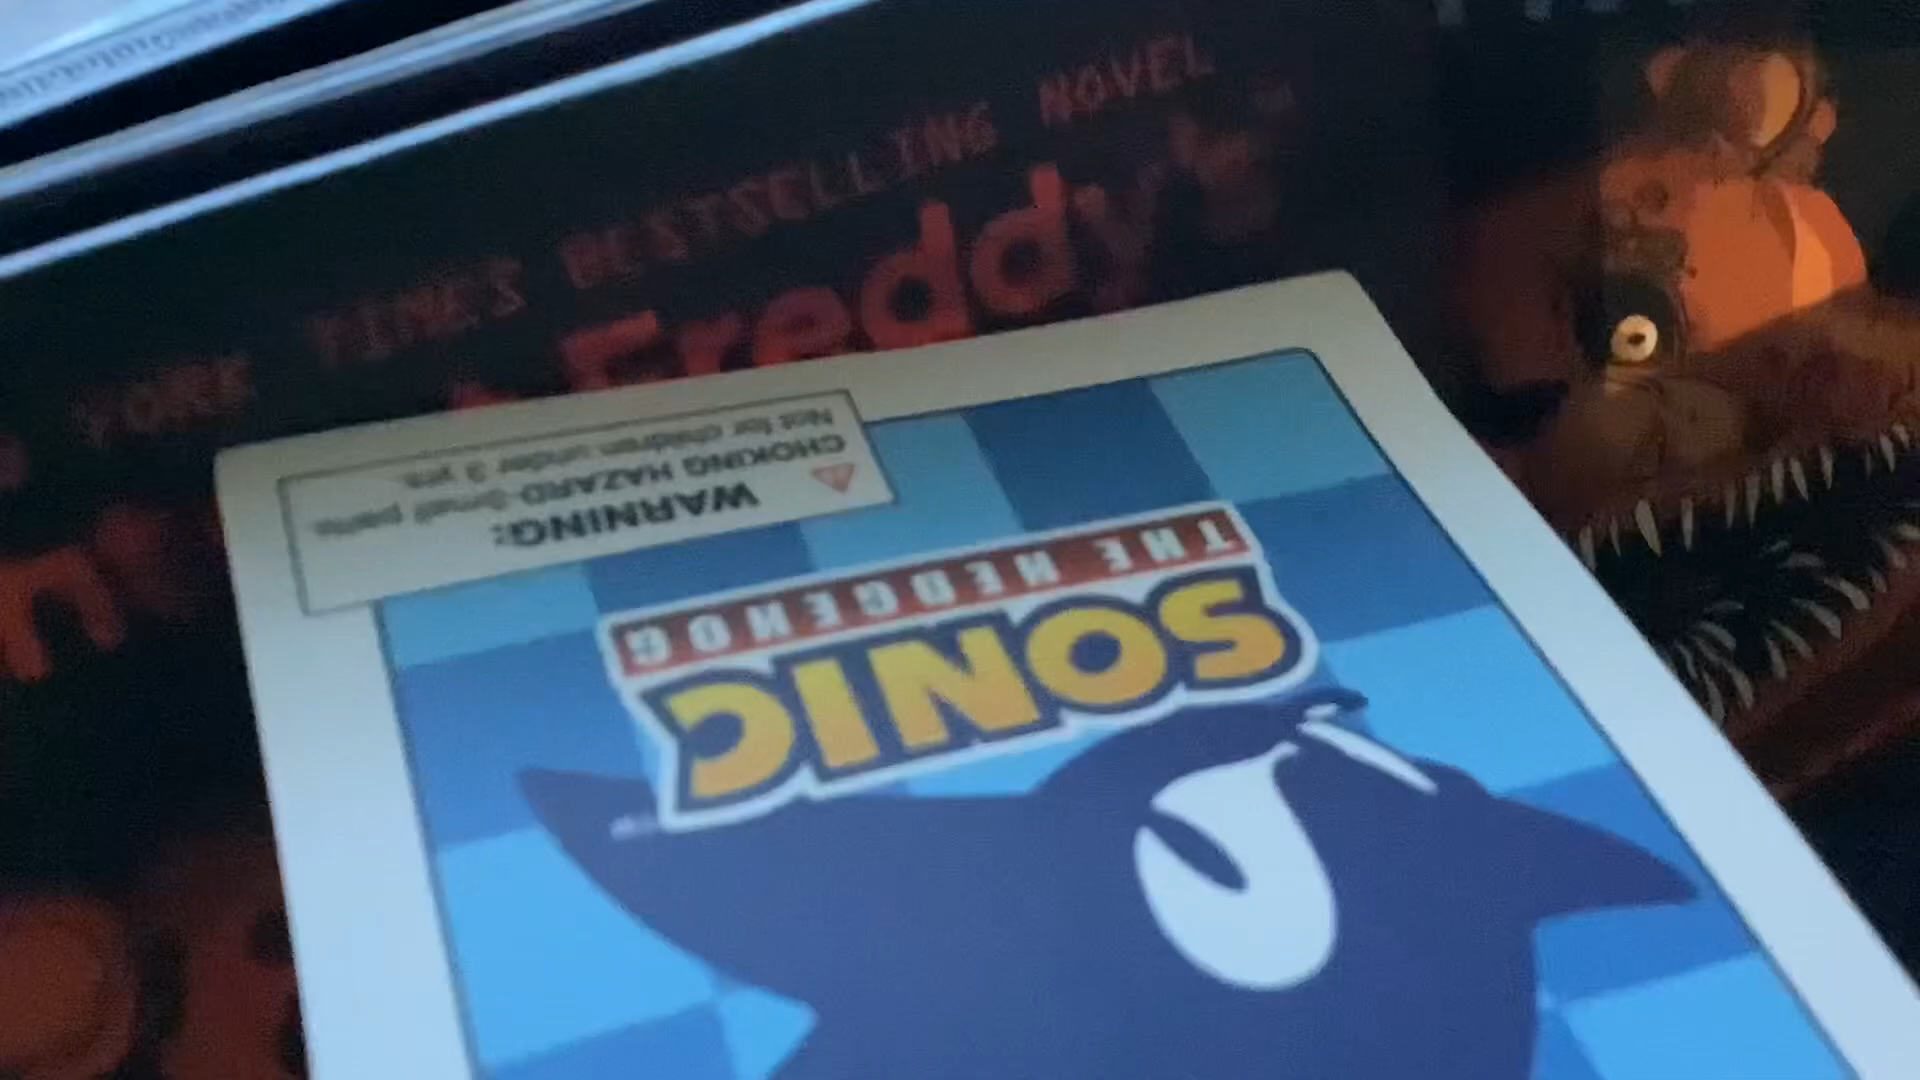 YORK TIMES BESTSELLING NOVEL
Freddy's
WARNING:
CHOKING HAZARD-Small parts
Not for children under 3 yrs.
SONIC
THE HEDGEHOG